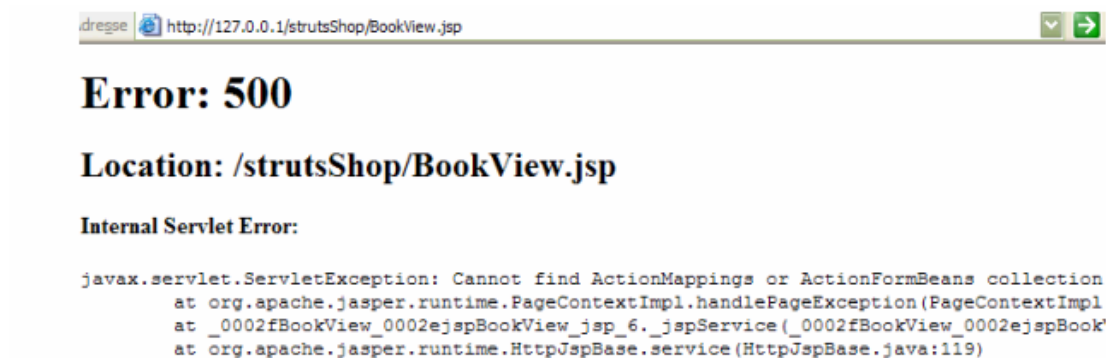 dresse http://127.0.0.1/strutsShop/BookView.jsp
Error: 500
Location: /strutsShop/BookView.jsp
Internal Servlet Error:
javax.servlet.ServletException: Cannot find ActionMappings or ActionFormBeans collection
at org.apache.jasper.runtime.PageContextImpl.handlePageException(PageContextImpl
at _0002fBookView_0002ejspBookView_jsp_6._jspService(_0002fBookView_0002ejspBook
at org.apache.jasper.runtime.HttpJspBase.service(HttpJspBase.java:119)